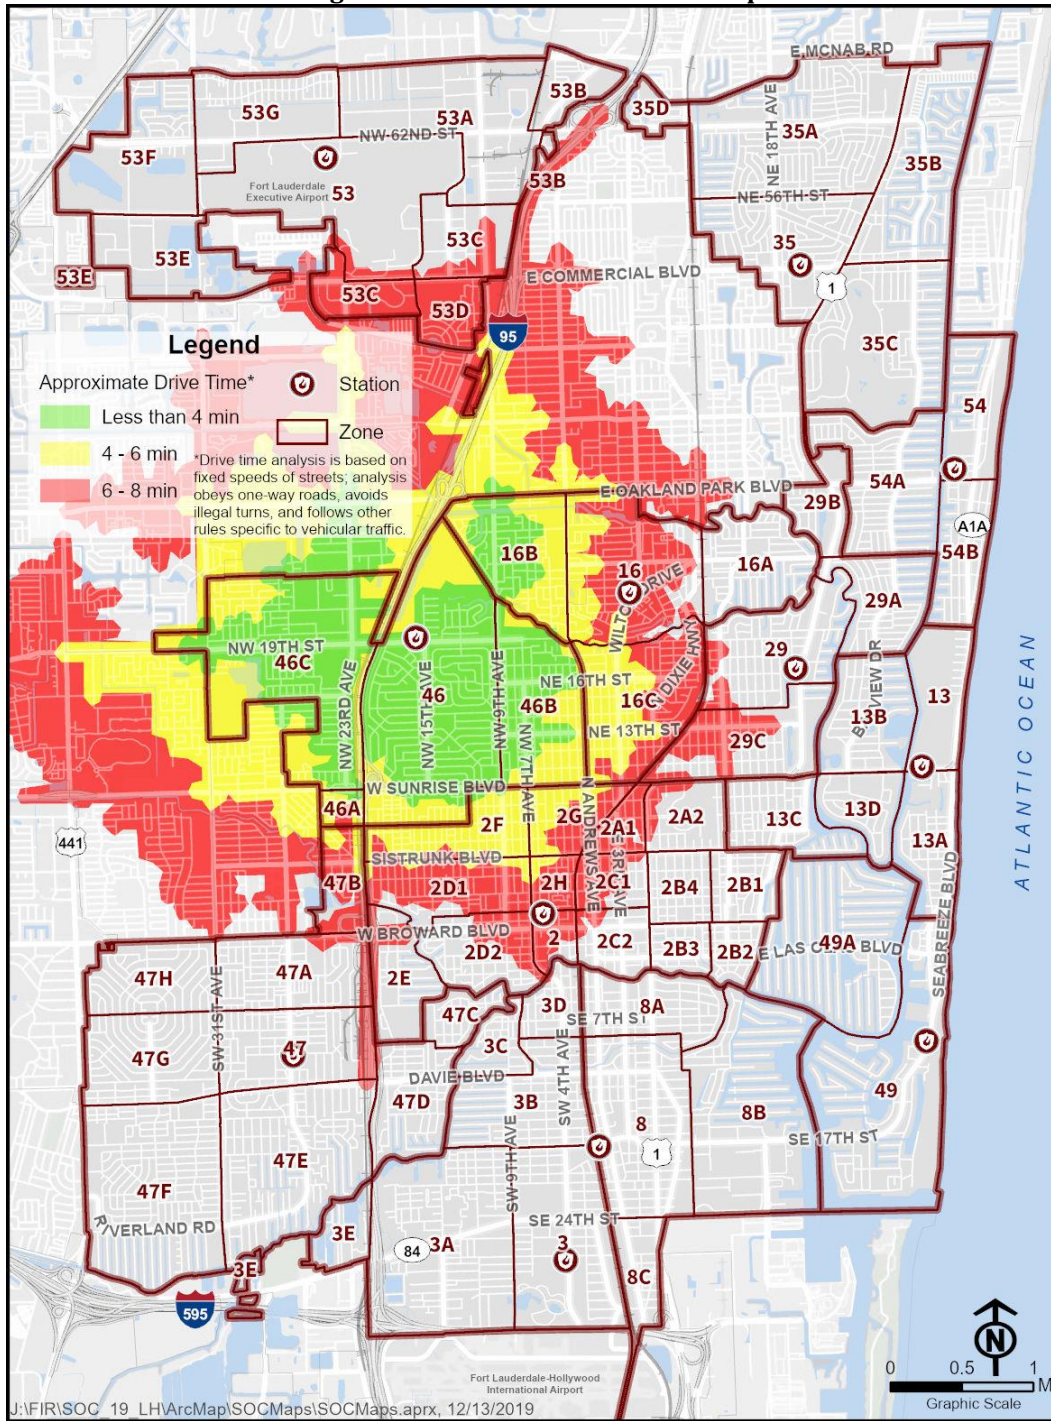 E MCNAB RD
53B
53G
53A
35D
NE 18TH AVE
35A
NW 62ND ST
53F
35B
Fort Lauderdale
Executive Airport
53
53B
NE 56TH ST
53C
35
53E
53E
E COMMERCIAL BLVD
53C
1
53D
95
35C
Legend
Approximate Drive Time*
Station
Less than 4 min
Zone
4 - 6 min
6 - 8 min
*Drive time analysis is based on
fixed speeds of streets; analysis
obeys one-way roads, avoids
illegal turns, and follows other
rules specific to vehicular traffic.
54
E OAKLAND PARK BLVD
54A
29B
A1A
54B
16B
16
16A
29A
NW 19TH ST
46C
NW 23RD AVE
NW 15TH AVE
46
NW 9TH AVE
NE 16TH ST
46B
NW 7TH AVE
16C
N DIXIE HWY
NE 13TH ST
29
29C
13B
13
ATLANTIC OCEAN
W SUNRISE BLVD
46A
2F
2G
N ANDREWS AVE
2A1
2A2
13C
13D
13A
441
SISTRUNK BLVD
47B
2D1
2H
2C1
2B4
2B1
W BROWARD BLVD
2
2D2
2C2
2B3
2B2
49A
SEABREEZE BLVD
47H
SW 31ST AVE
47A
2E
47C
3D
SE 7TH ST
8A
47G
47
3C
SW 4TH AVE
DAVIE BLVD
47D
3B
49
8
8B
SE 17TH ST
1
47E
SW 9TH AVE
47F
SE 24TH ST
3E
84
3A
3
3E
8C
595
N
0 0.5 1
Graphic Scale
Fort Lauderdale-Hollywood
International Airport
J:\FIR\SOC_19_LH\ArcMap\SOCMaps\SOCMaps.aprx, 12/13/2019